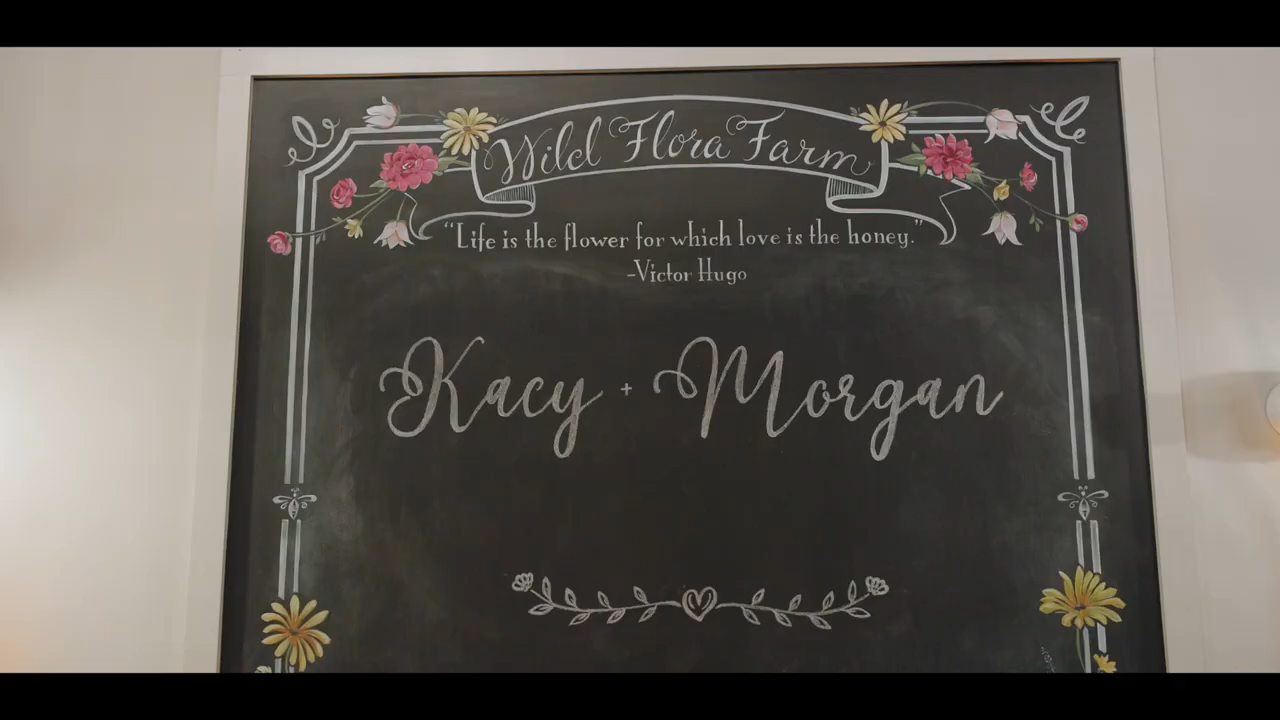 Wild Flora Farm
"Life is the flower for which love is the honey."
-Victor Hugo
Kacy + Morgan